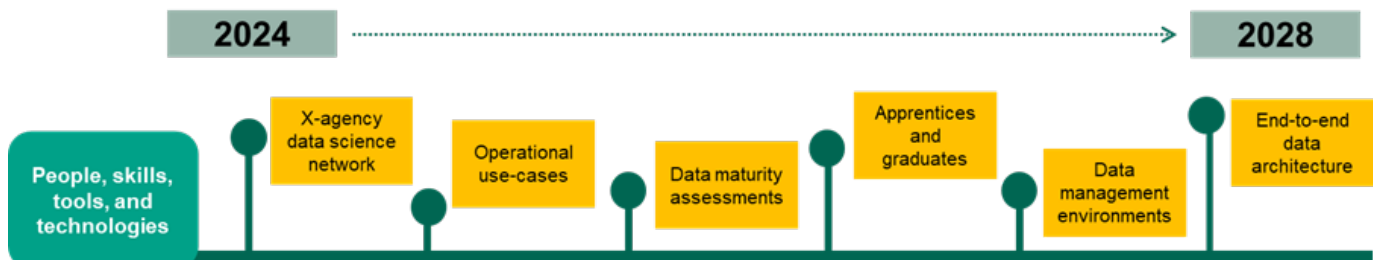 2024
2028
People, skills,
tools, and
technologies
X-agency
data science
network
Operational
use-cases
Data maturity
assessments
Apprentices
and
graduates
Data
management
environments
End-to-end
data
architecture